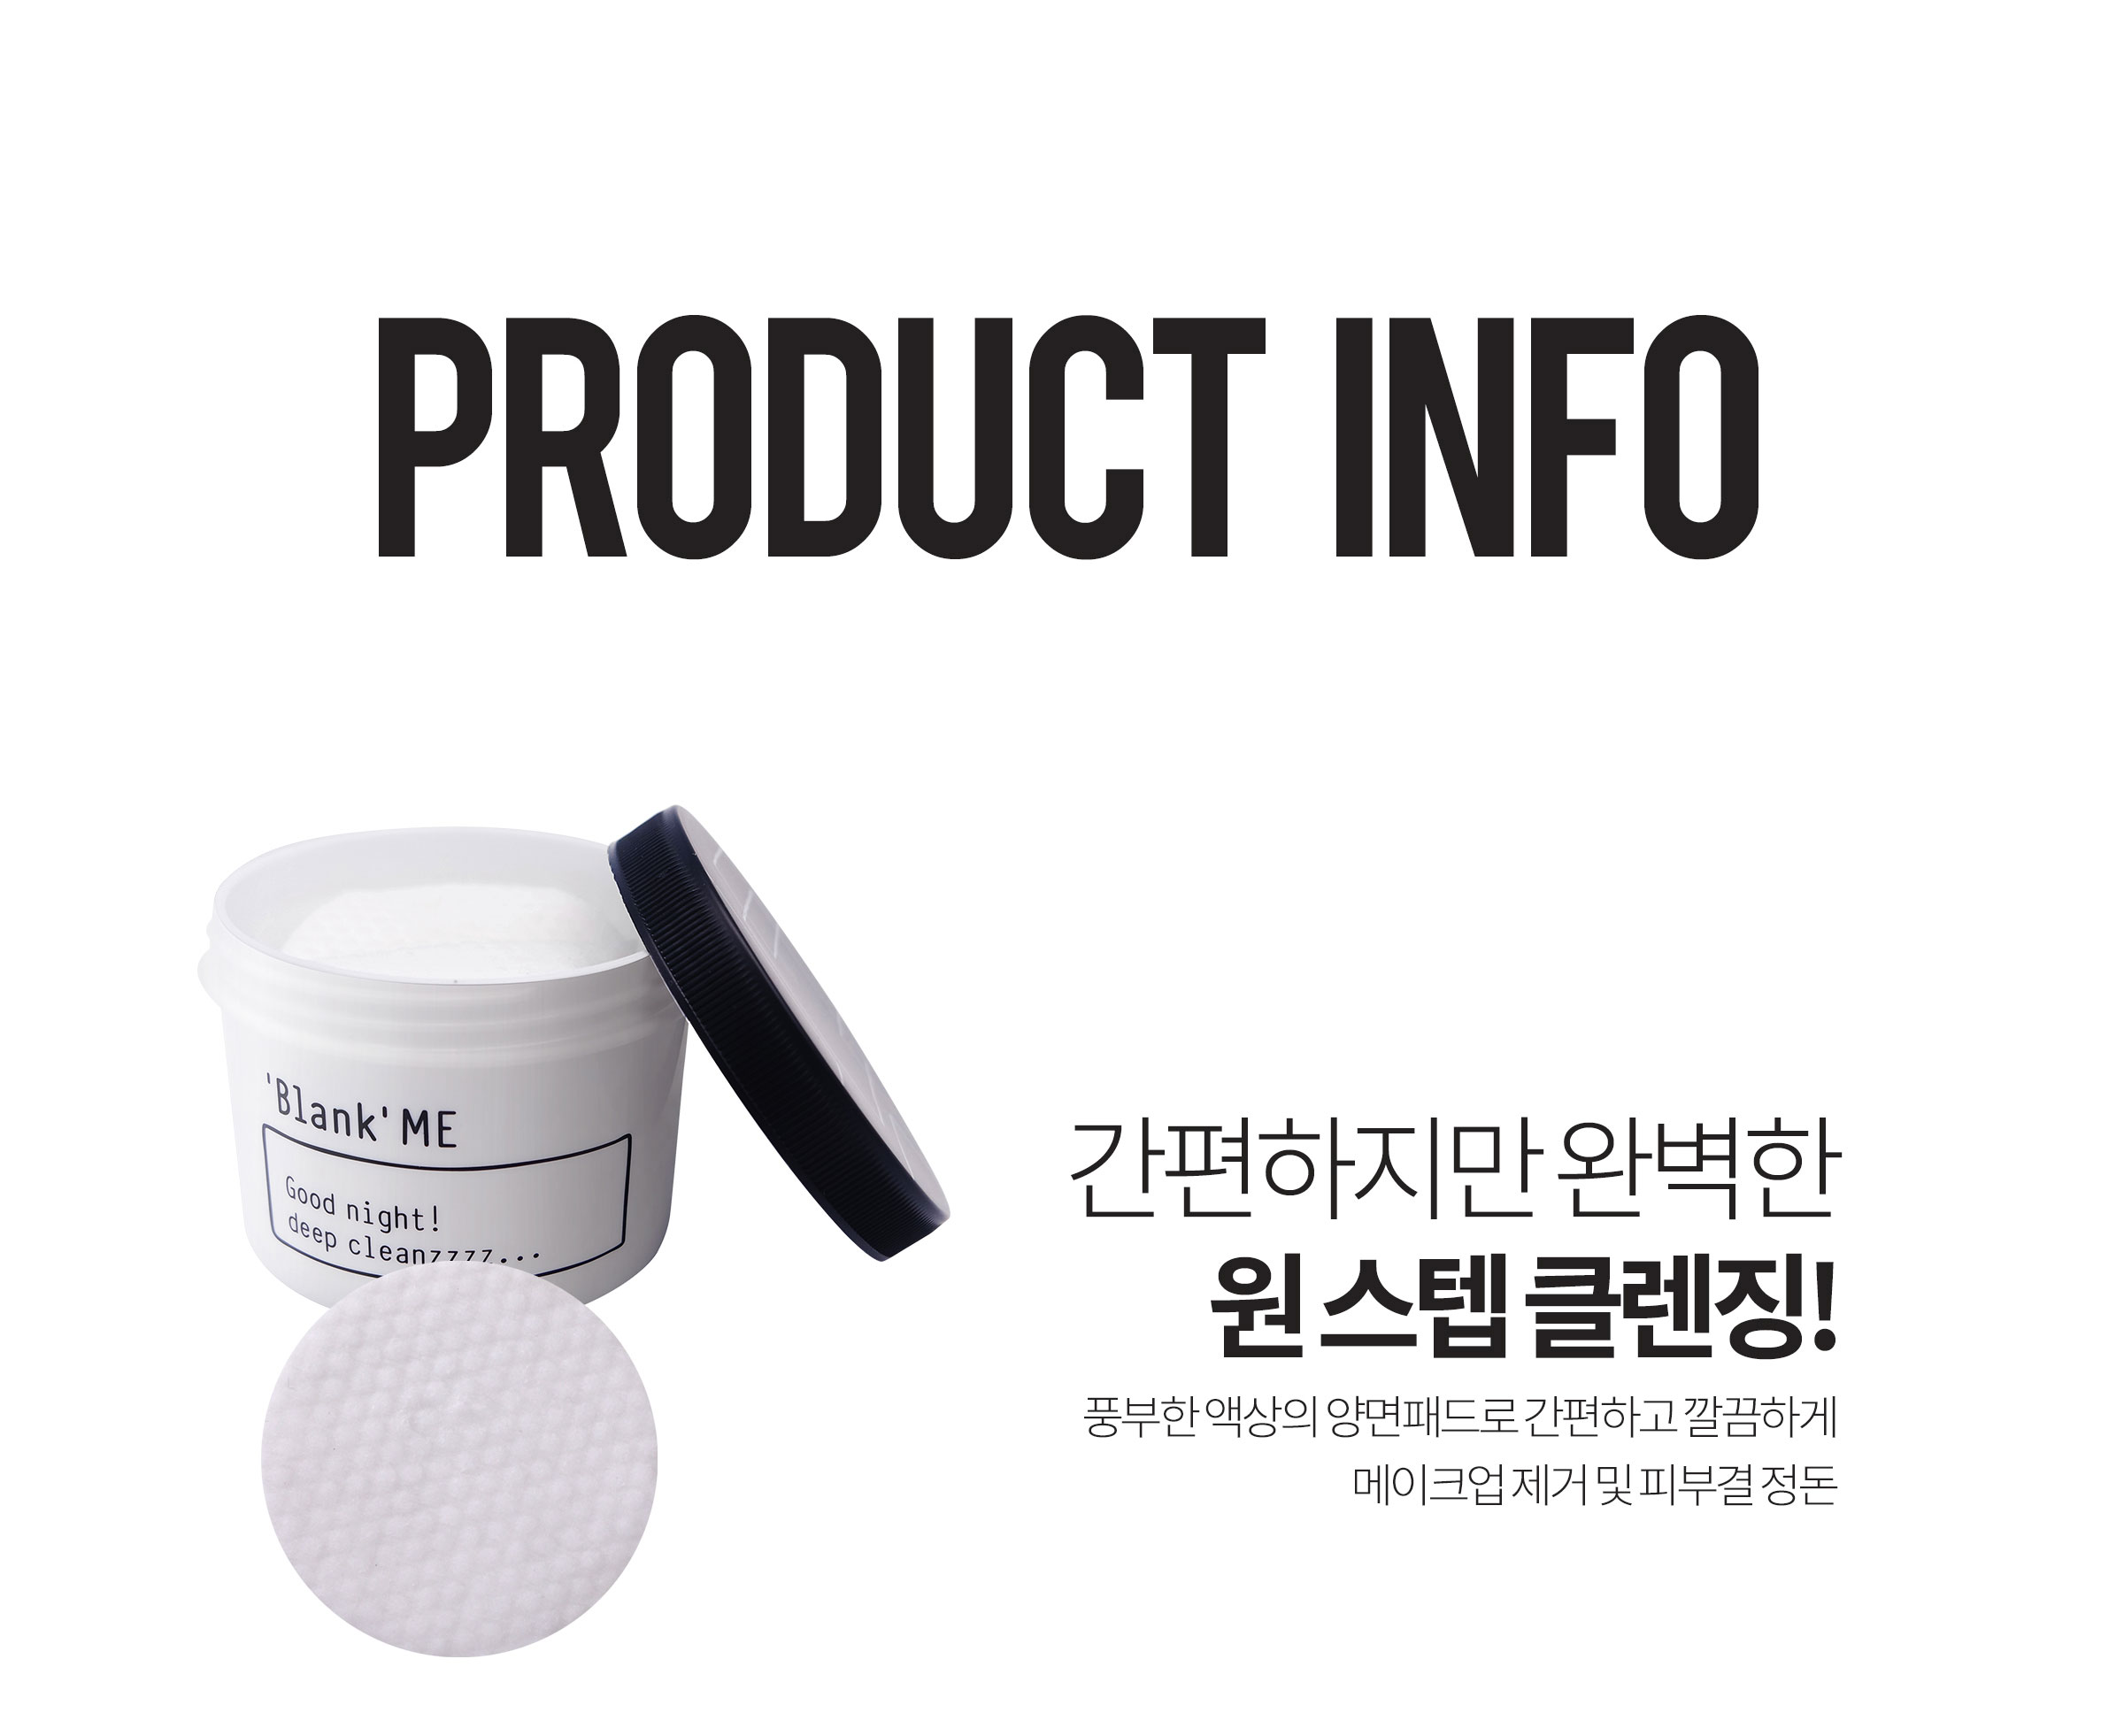 PRODUCT INFO
'Blank' ME
Good night!
deep cleanzzzz...
간편하지만 완벽한
원 스텝 클렌징!
풍부한 액상의 양면패드로 간편하고 깔끔하게
메이크업 제거 및 피부결 정돈